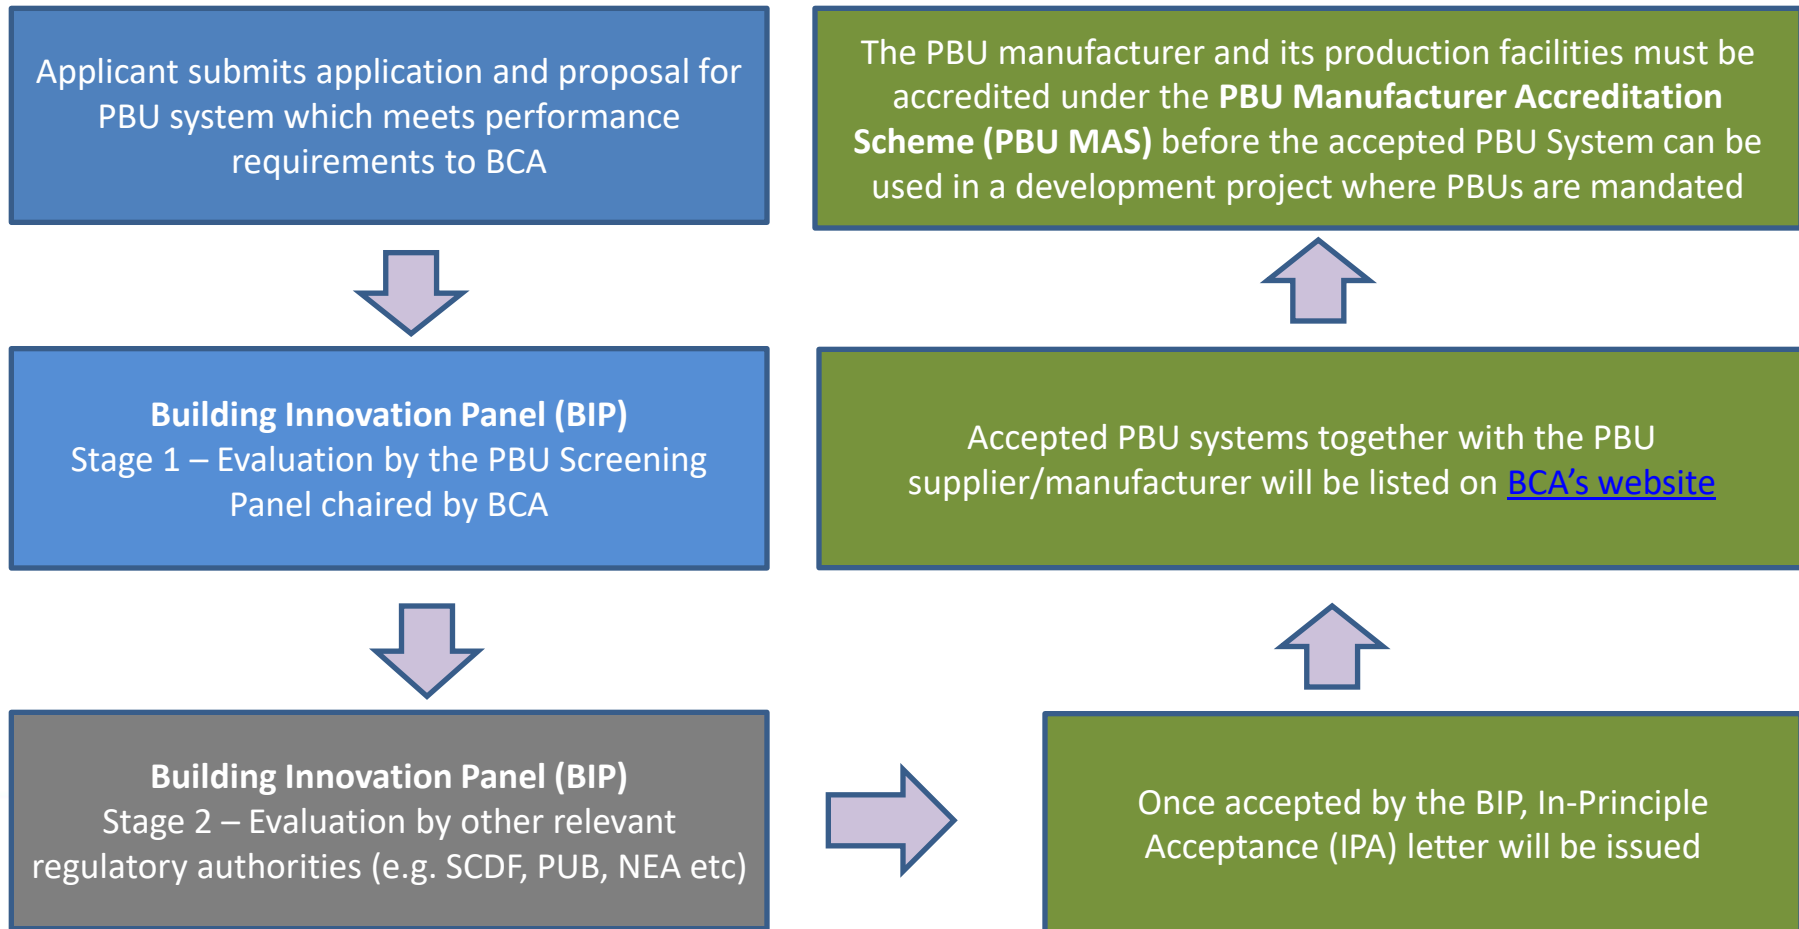 Applicant submits application and proposal for
PBU system which meets performance
requirements to BCA
Building Innovation Panel (BIP)
Stage 1 – Evaluation by the PBU Screening
Panel chaired by BCA
Building Innovation Panel (BIP)
Stage 2 – Evaluation by other relevant
regulatory authorities (e.g. SCDF, PUB, NEA etc)
Once accepted by the BIP, In-Principle
Acceptance (IPA) letter will be issued
Accepted PBU systems together with the PBU
supplier/manufacturer will be listed on BCA’s website
The PBU manufacturer and its production facilities must be
accredited under the PBU Manufacturer Accreditation
Scheme (PBU MAS) before the accepted PBU System can be
used in a development project where PBUs are mandated